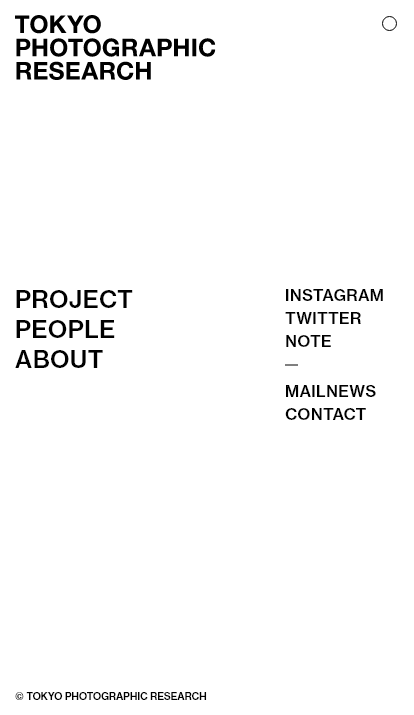 TOKYO
PHOTOGRAPHIC
RESEARCH
PROJECT
PEOPLE
ABOUT
INSTAGRAM
TWITTER
NOTE
—
MAILNEWS
CONTACT
© TOKYO PHOTOGRAPHIC RESEARCH